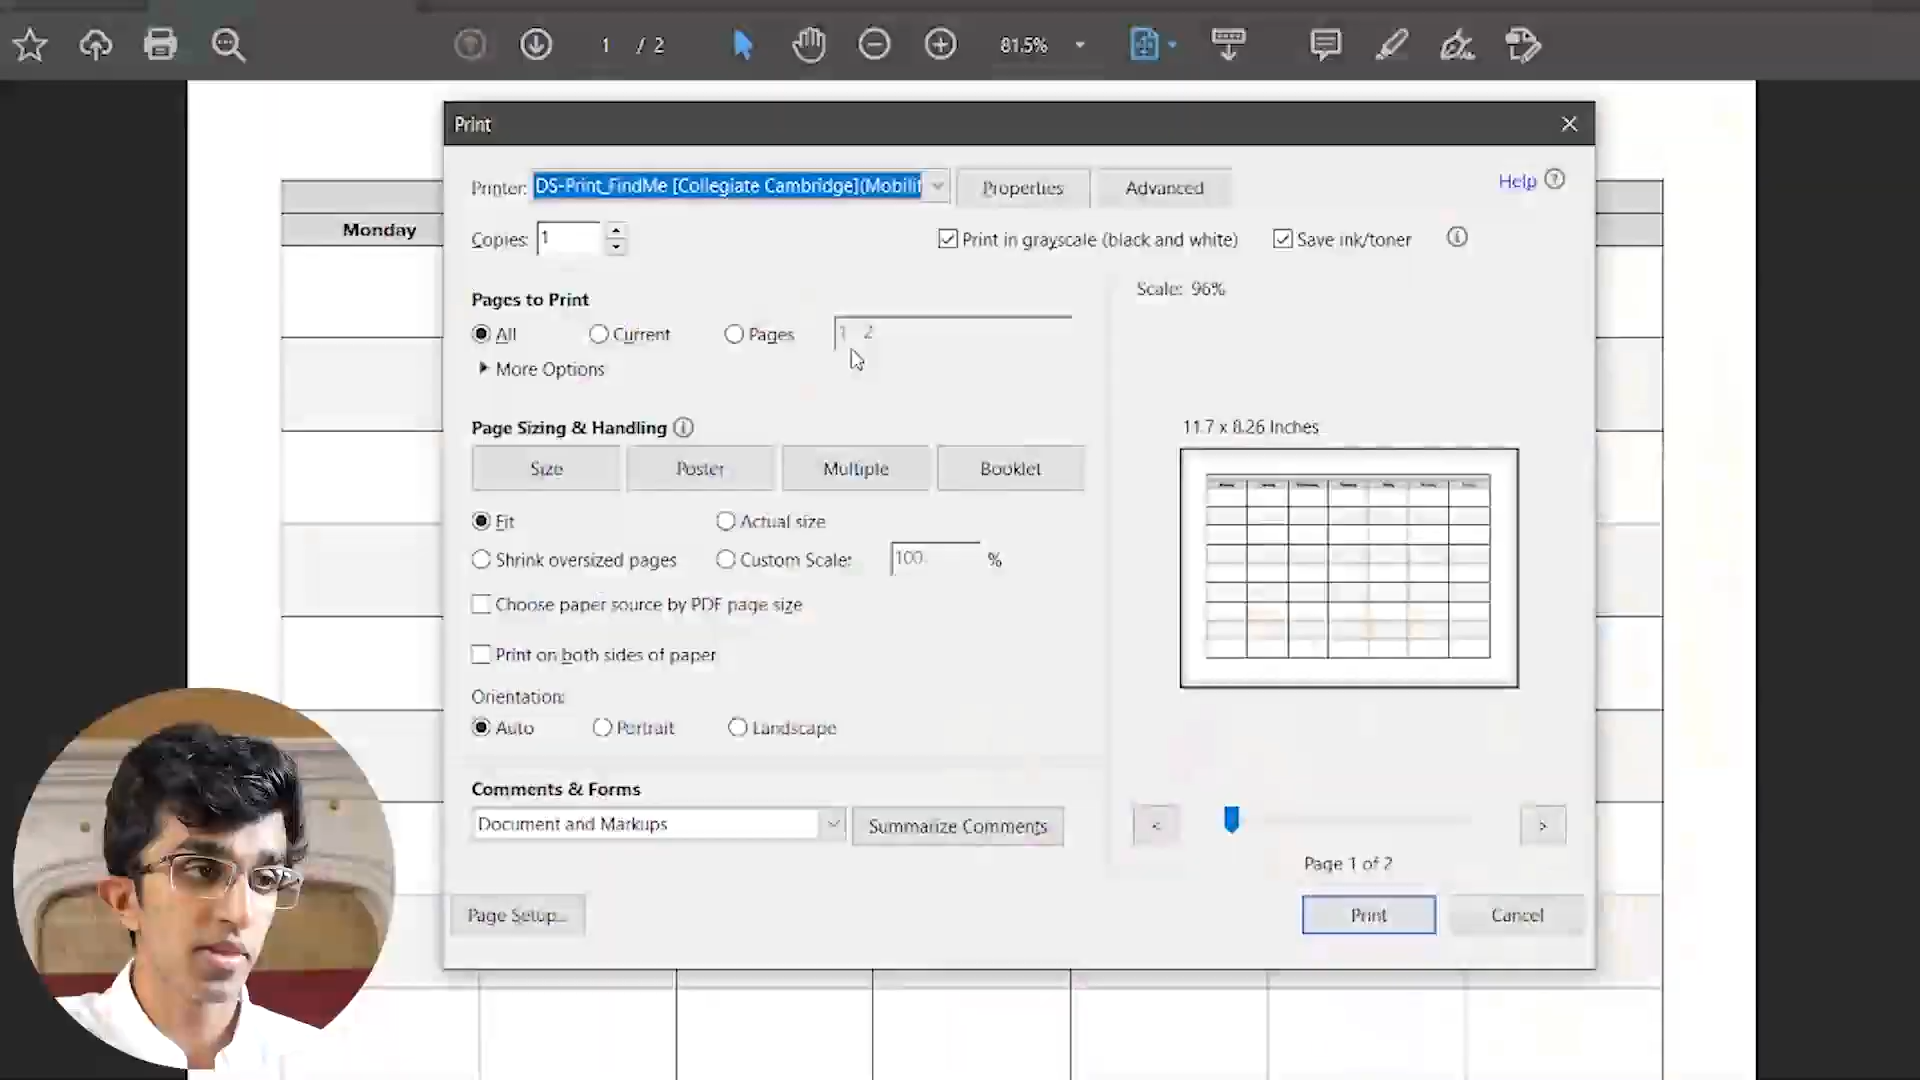 1 / 2 81.5%
Print
Printer: DS-Print_FindMe [Collegiate Cambridge](Mobilit Properties Advanced Help
Monday
Copies: 1 Print in grayscale (black and white) Save ink/toner
Scale: 96%
Pages to Print
All Current Pages 1 2
More Options
11.7 x 8.26 Inches
Page Sizing & Handling
Size Poster Multiple Booklet
Fit Actual size
Shrink oversized pages Custom Scale: 100 %
Choose paper source by PDF page size
Print on both sides of paper
Orientation:
Auto Portrait Landscape
Comments & Forms
Document and Markups Summarize Comments
< >
Page 1 of 2
Page Setup... Print Cancel